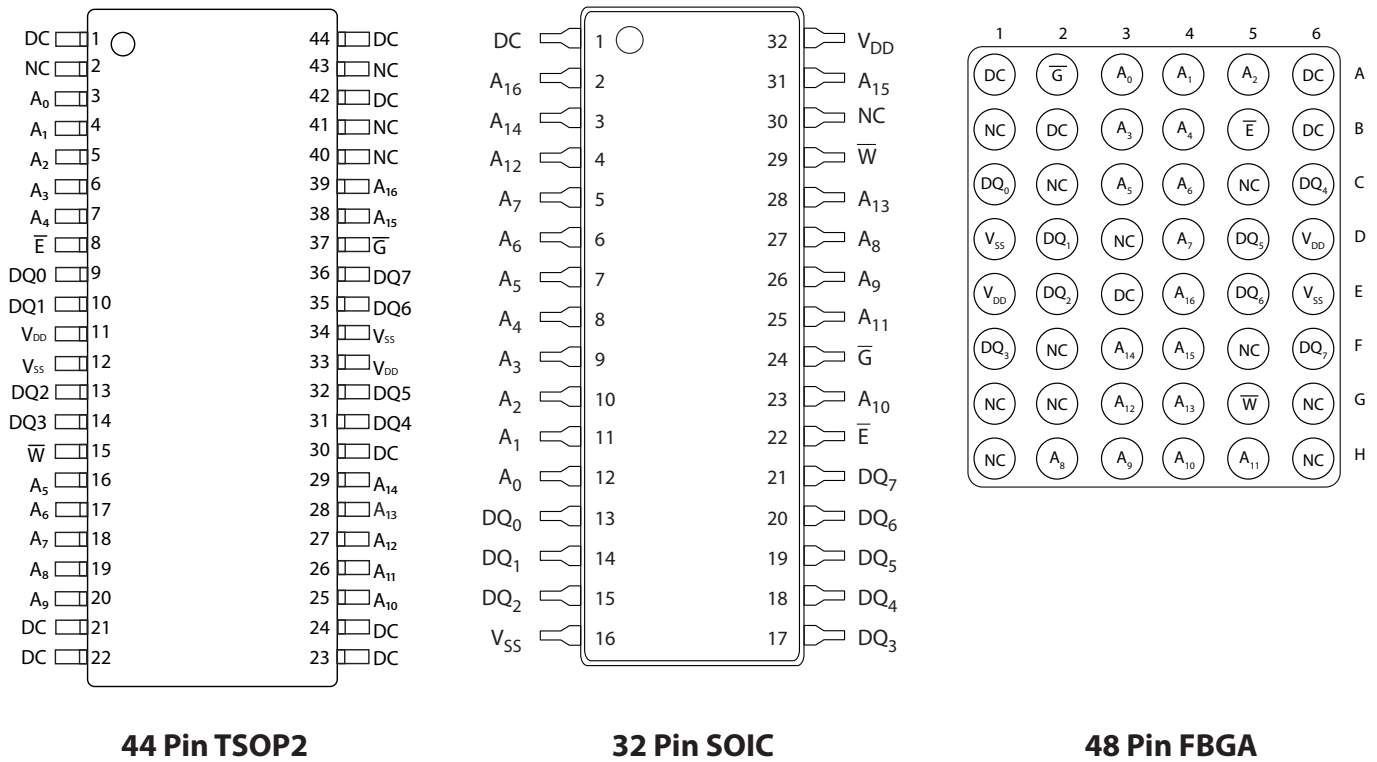 DC 1 44 DC
NC 2 43 NC
A0 3 42 DC
A1 4 41 NC
A2 5 40 NC
A3 6 39 A16
A4 7 38 A15
E̅ 8 37 G̅
DQ0 9 36 DQ7
DQ1 10 35 DQ6
VDD 11 34 VSS
VSS 12 33 VDD
DQ2 13 32 DQ5
DQ3 14 31 DQ4
W̅ 15 30 DC
A5 16 29 A14
A6 17 28 A13
A7 18 27 A12
A8 19 26 A11
A9 20 25 A10
DC 21 24 DC
DC 22 23 DC
44 Pin TSOP2
DC 1 32 VDD
A16 2 31 A15
A14 3 30 NC
A12 4 29 W̅
A7 5 28 A13
A6 6 27 A8
A5 7 26 A9
A4 8 25 A11
A3 9 24 G̅
A2 10 23 A10
A1 11 22 E̅
A0 12 21 DQ7
DQ0 13 20 DQ6
DQ1 14 19 DQ5
DQ2 15 18 DQ4
VSS 16 17 DQ3
32 Pin SOIC
1 2 3 4 5 6
DC G̅ A0 A1 A2 DC A
NC DC A3 A4 E̅ DC B
DQ0 NC A5 A6 NC DQ4 C
VSS DQ1 NC A7 DQ5 VDD D
VDD DQ2 DC A16 DQ6 VSS E
DQ3 NC A14 A15 NC DQ7 F
NC NC A12 A13 W̅ NC G
NC A8 A9 A10 A11 NC H
48 Pin FBGA